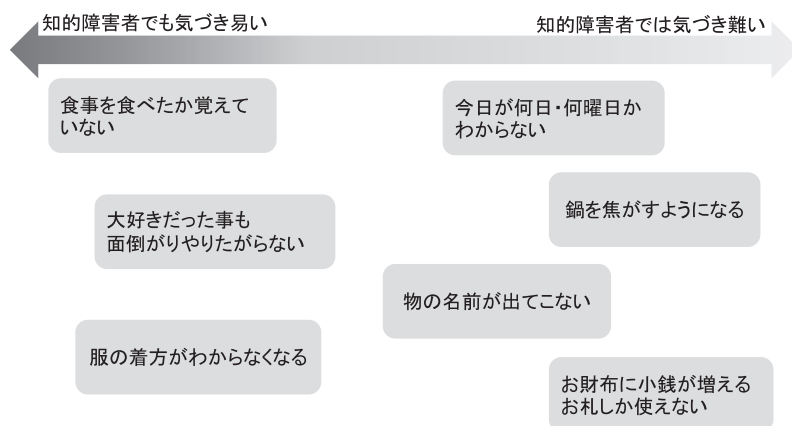 知的障害者でも気づき易い
知的障害者では気づき難い
食事を食べたか覚えて
いない
今日が何日・何曜日か
わからない
大好きだった事も
面倒がりやりたがらない
鍋を焦がすようになる
物の名前が出てこない
服の着方がわからなくなる
お財布に小銭が増える
お札しか使えない